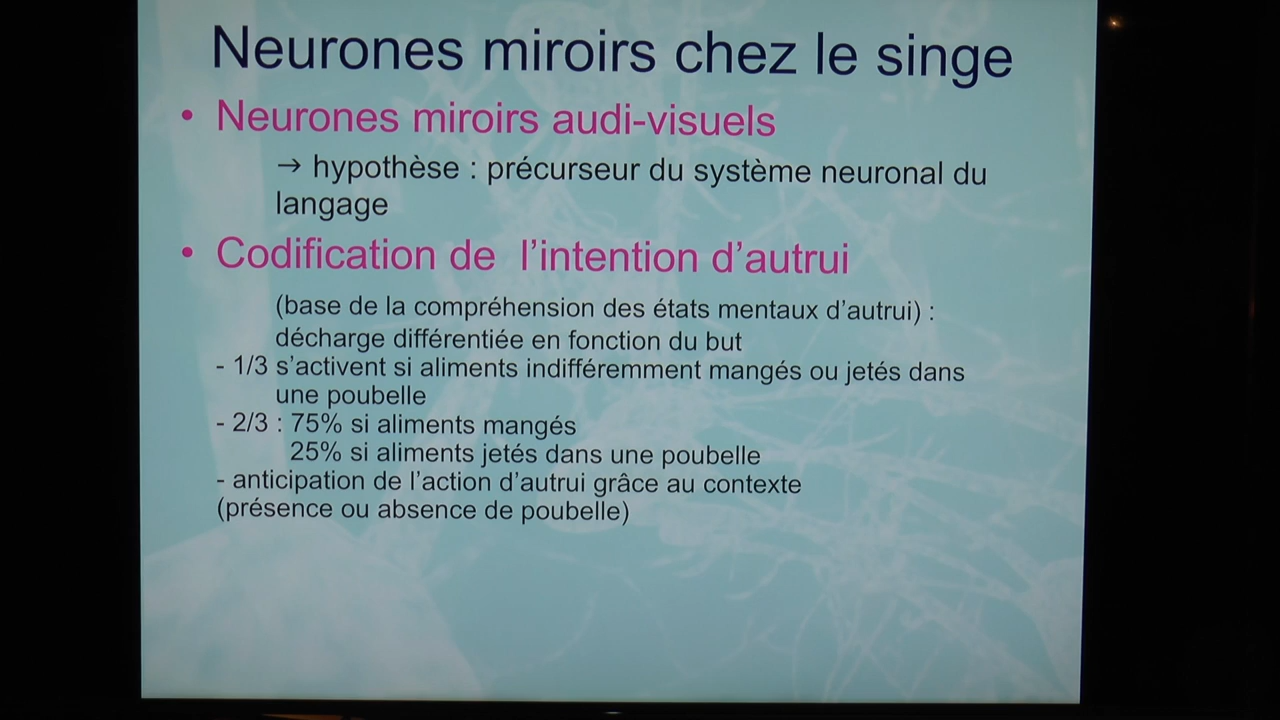 Neurones miroirs chez le singe
• Neurones miroirs audi-visuels
→ hypothèse : précurseur du système neuronal du
langage
• Codification de l’intention d’autrui
(base de la compréhension des états mentaux d’autrui) :
décharge différentiée en fonction du but
- 1/3 s’activent si aliments indifféremment mangés ou jetés dans
une poubelle
- 2/3 : 75% si aliments mangés
25% si aliments jetés dans une poubelle
- anticipation de l’action d’autrui grâce au contexte
(présence ou absence de poubelle)